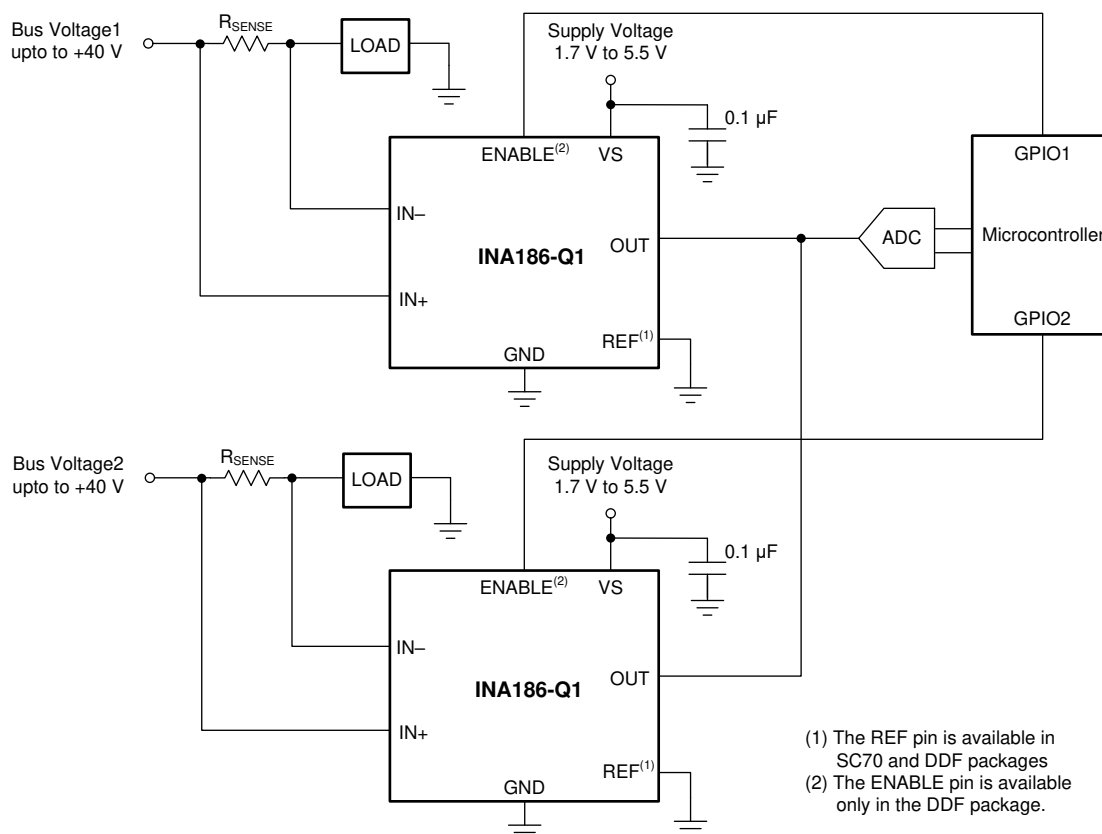 Bus Voltage1
upto to +40 V
RSENSE
LOAD
Supply Voltage
1.7 V to 5.5 V
0.1 µF
ENABLE(2)
VS
GPIO1
IN–
OUT
ADC
Microcontroller
INA186-Q1
IN+
GPIO2
REF(1)
GND
Bus Voltage2
upto to +40 V
RSENSE
LOAD
Supply Voltage
1.7 V to 5.5 V
0.1 µF
ENABLE(2)
VS
IN–
OUT
INA186-Q1
IN+
REF(1)
GND
(1) The REF pin is available in
SC70 and DDF packages
(2) The ENABLE pin is available
only in the DDF package.